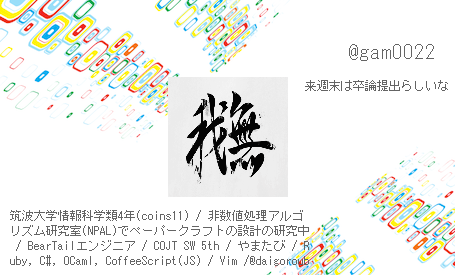 @gam0022
来週末は卒論提出らしいな
筑波大学情報科学類4年(coins11) / 非数値処理アルゴ
リズム研究室(NPAL)でペーパークラフトの研究中
/ BearTailエンジニア / COJT SW 5th / やまたび / R
uby, C#, OCaml, CoffeeScript(JS) / Vim /@daigoroub